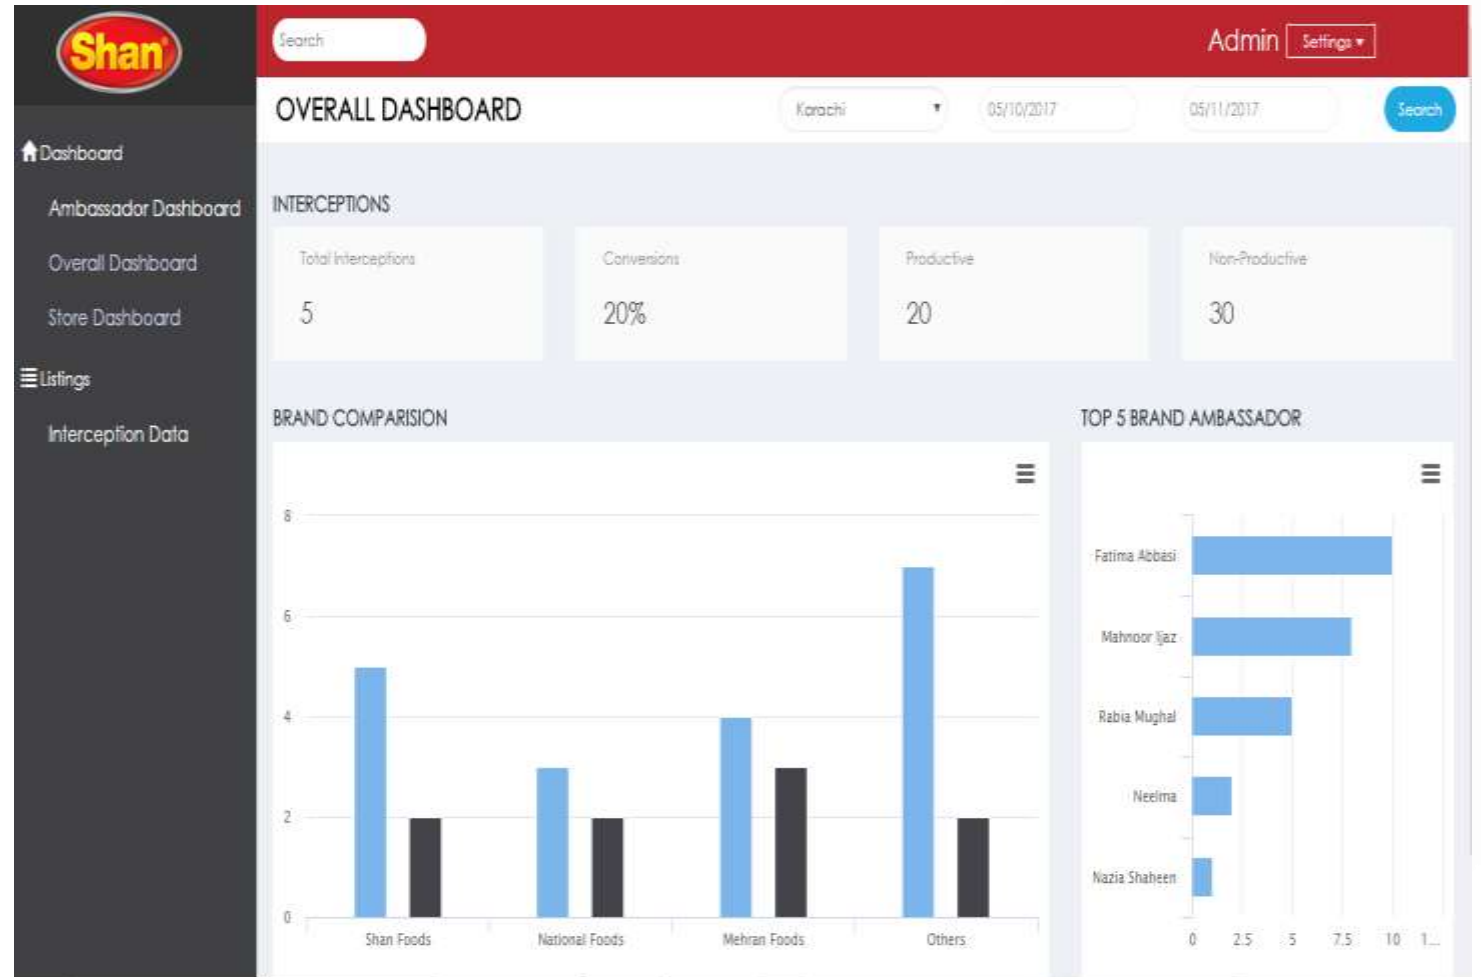 Shan
Search
Admin Settings
OVERALL DASHBOARD
Karachi 05/10/2017 05/11/2017 Search
Dashboard
Ambassador Dashboard
Overall Dashboard
Store Dashboard
Listings
Interception Data
INTERCEPTIONS
Total Interceptions Conversions Productive Non-Productive
5 20% 20 30
BRAND COMPARISION
8
6
4
2
0
Shan Foods National Foods Mehran Foods Others
TOP 5 BRAND AMBASSADOR
Fatima Abbasi
Mahnoor Ijaz
Rabia Mughal
Neelma
Nazia Shaheen
0 2.5 5 7.5 10 1...